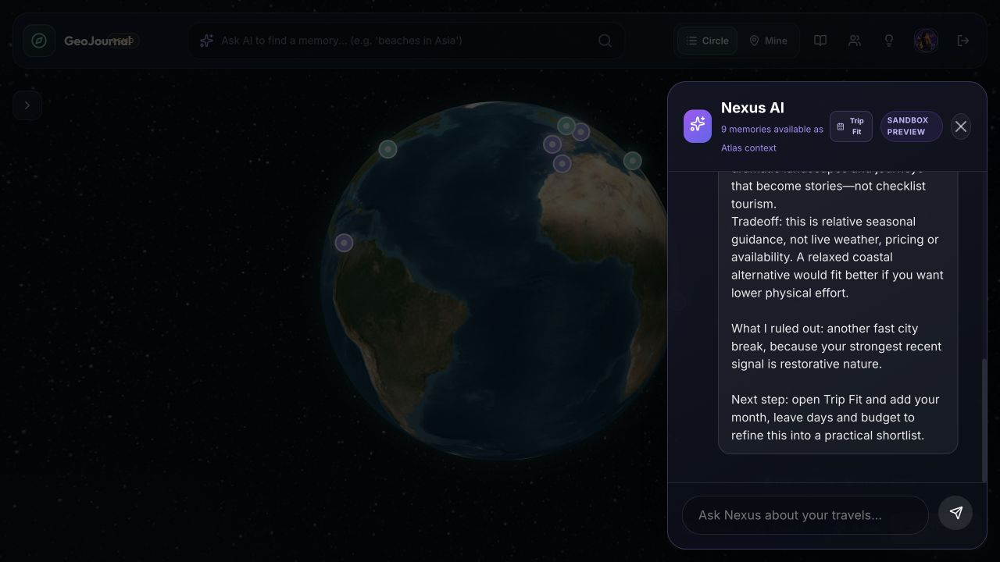 GeoJournal
Ask AI to find a memory... (e.g. 'beaches in Asia')
Circle
Mine
Nexus AI
9 memories available as
Atlas context
Trip
Fit
SANDBOX
PREVIEW
dramatic landscapes and journeys
that become stories—not checklist
tourism.
Tradeoff: this is relative seasonal
guidance, not live weather, pricing or
availability. A relaxed coastal
alternative would fit better if you want
lower physical effort.
What I ruled out: another fast city
break, because your strongest recent
signal is restorative nature.
Next step: open Trip Fit and add your
month, leave days and budget to
refine this into a practical shortlist.
Ask Nexus about your travels...